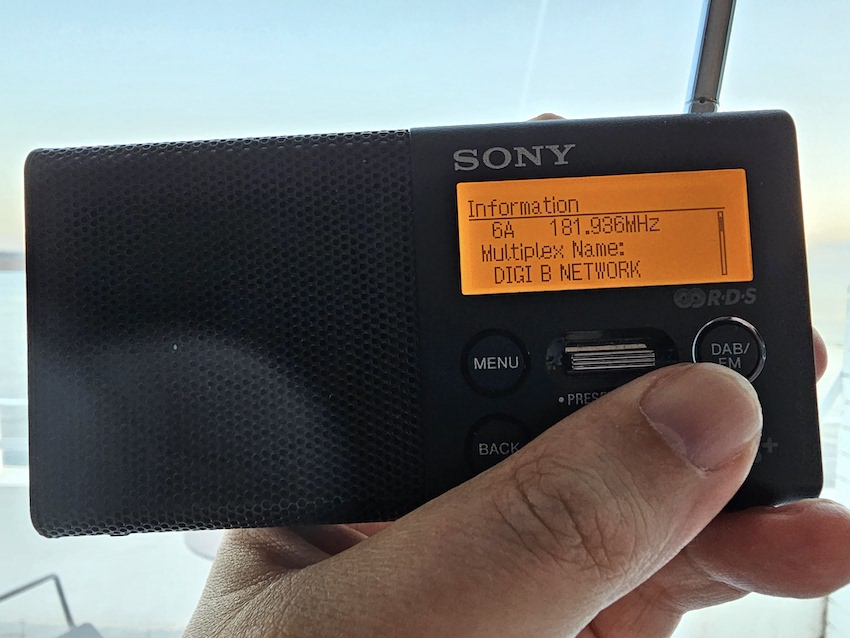 SONY
Information
6A 181.936MHz
Multiplex Name:
DIGI B NETWORK
R·D·S
MENU
DAB/
FM
BACK